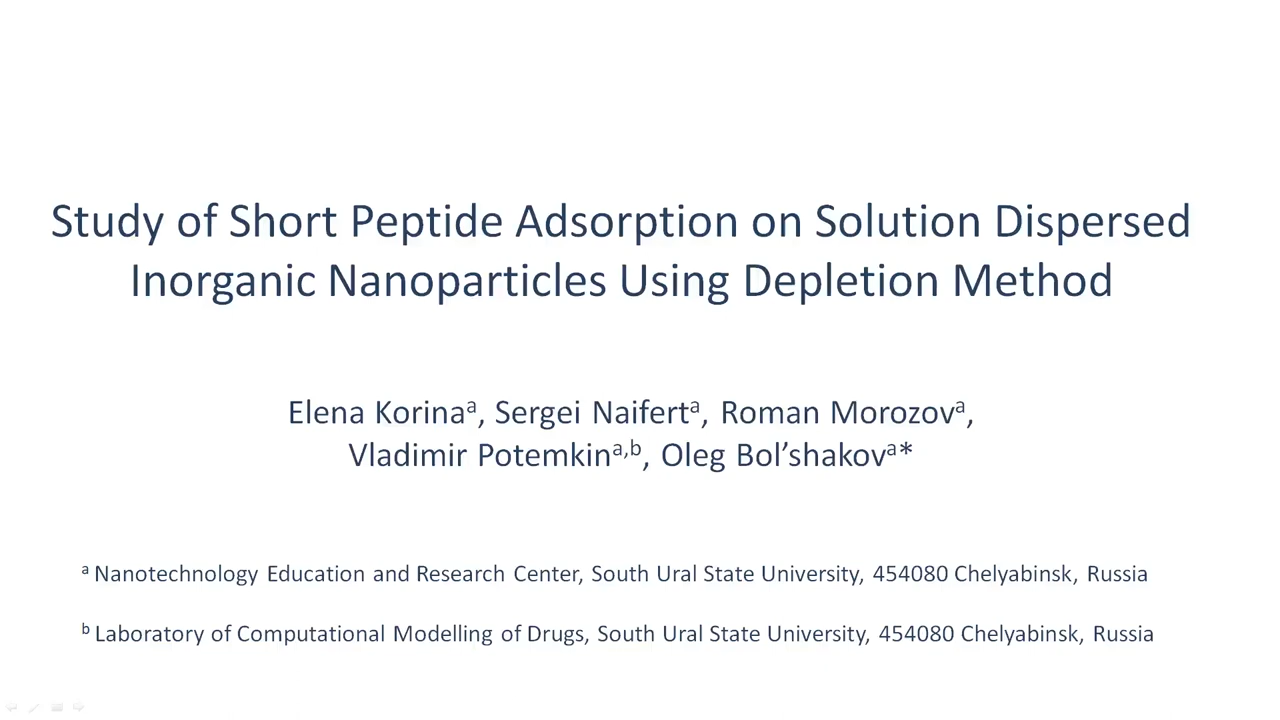 Study of Short Peptide Adsorption on Solution Dispersed
Inorganic Nanoparticles Using Depletion Method
Elena Korinaᵃ, Sergei Naifertᵃ, Roman Morozovᵃ,
Vladimir Potemkinᵃ,ᵇ, Oleg Bol’shakovᵃ*
ᵃ Nanotechnology Education and Research Center, South Ural State University, 454080 Chelyabinsk, Russia
ᵇ Laboratory of Computational Modelling of Drugs, South Ural State University, 454080 Chelyabinsk, Russia